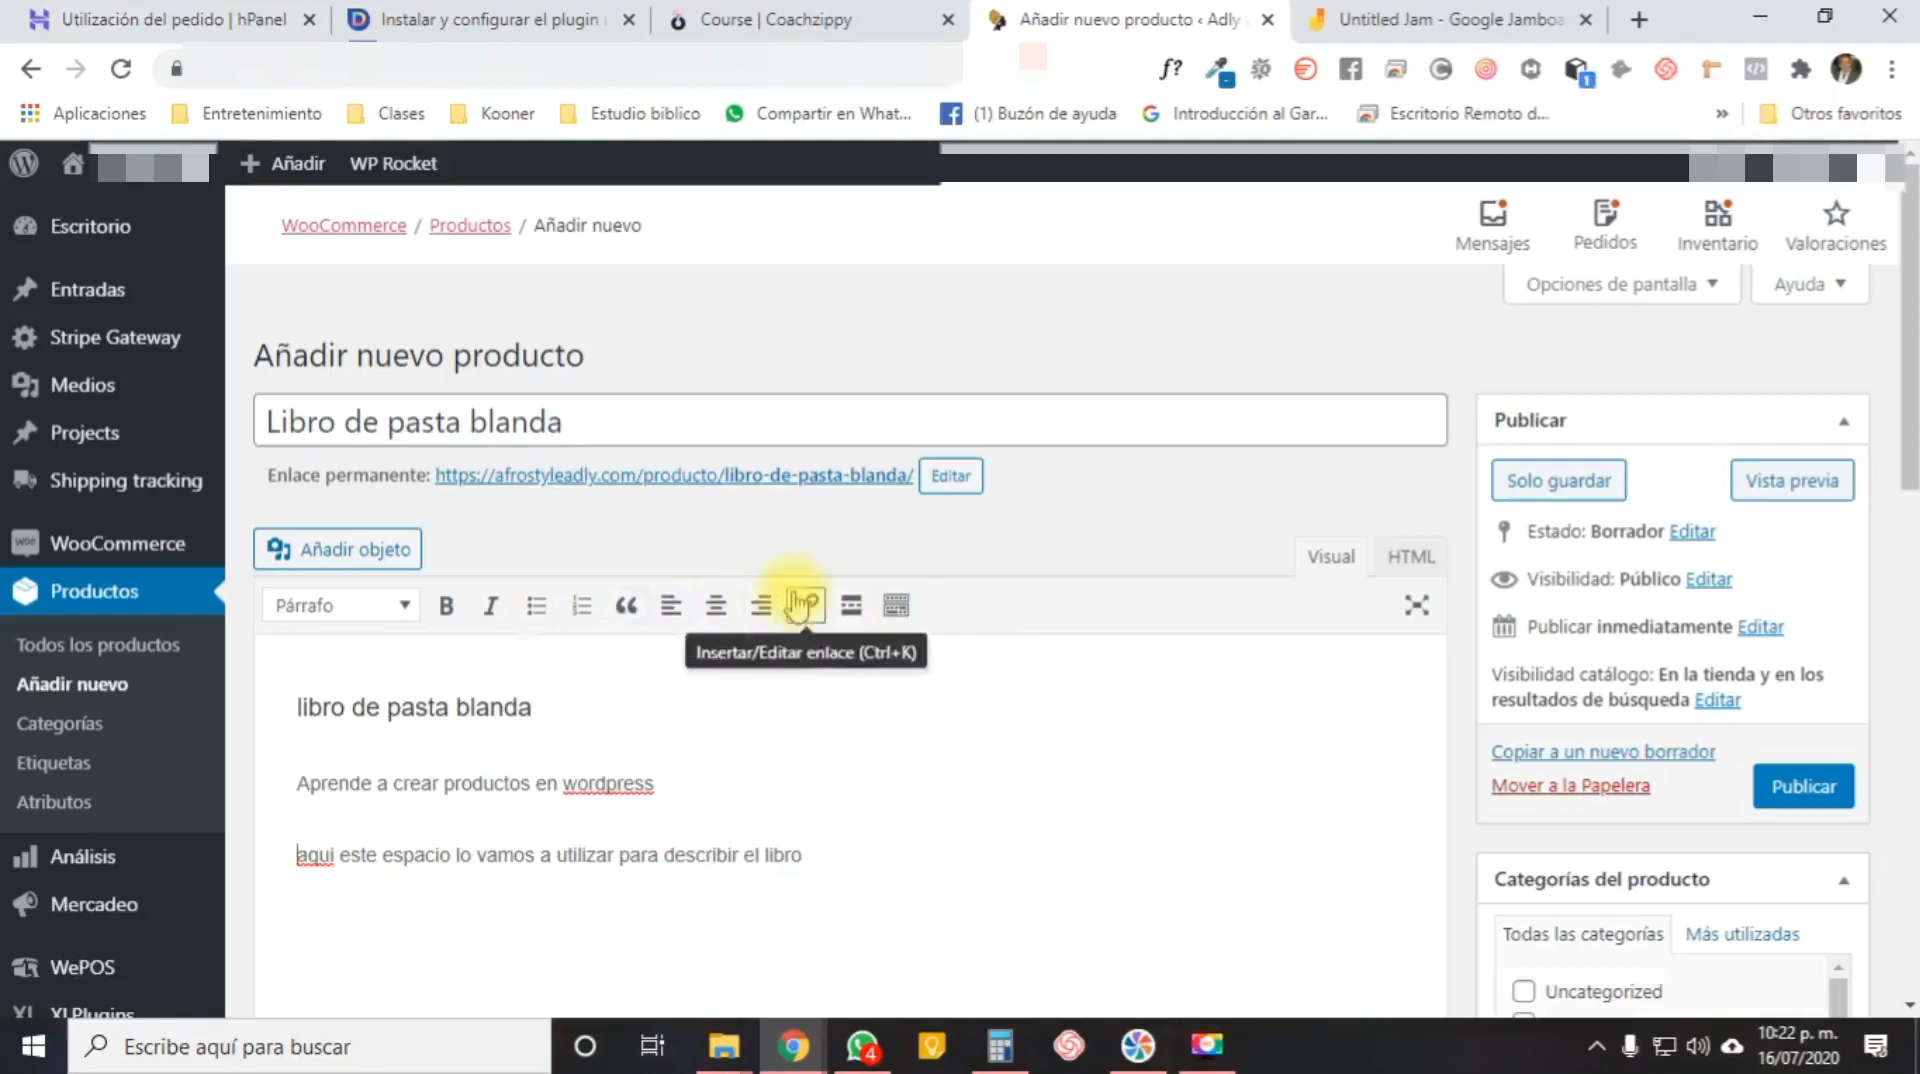 Utilización del pedido | hPanel
Instalar y configurar el plugin
Course | Coachzippy
Añadir nuevo producto ‹ Adly
Untitled Jam - Google Jamboa
f?
1
Aplicaciones
Entretenimiento
Clases
Kooner
Estudio biblico
Compartir en What...
(1) Buzón de ayuda
Introducción al Gar...
Escritorio Remoto d...
»
Otros favoritos
Añadir
WP Rocket
WooCommerce / Productos / Añadir nuevo
Mensajes
Pedidos
Inventario
Valoraciones
Opciones de pantalla
Ayuda
Escritorio
Entradas
Stripe Gateway
Medios
Projects
Shipping tracking
WooCommerce
Productos
Todos los productos
Añadir nuevo
Categorías
Etiquetas
Atributos
Análisis
Mercadeo
WePOS
XLPlugins
Añadir nuevo producto
Libro de pasta blanda
Enlace permanente: https://afrostyleadly.com/producto/libro-de-pasta-blanda/ Editar
Añadir objeto
Visual
HTML
Párrafo
B
I
Insertar/Editar enlace (Ctrl+K)
libro de pasta blanda
Aprende a crear productos en wordpress
aqui este espacio lo vamos a utilizar para describir el libro
Publicar
Solo guardar
Vista previa
Estado: Borrador Editar
Visibilidad: Público Editar
Publicar inmediatamente Editar
Visibilidad catálogo: En la tienda y en los
resultados de búsqueda Editar
Copiar a un nuevo borrador
Mover a la Papelera
Publicar
Categorías del producto
Todas las categorías
Más utilizadas
Uncategorized
Escribe aquí para buscar
4
10:22 p. m.
16/07/2020